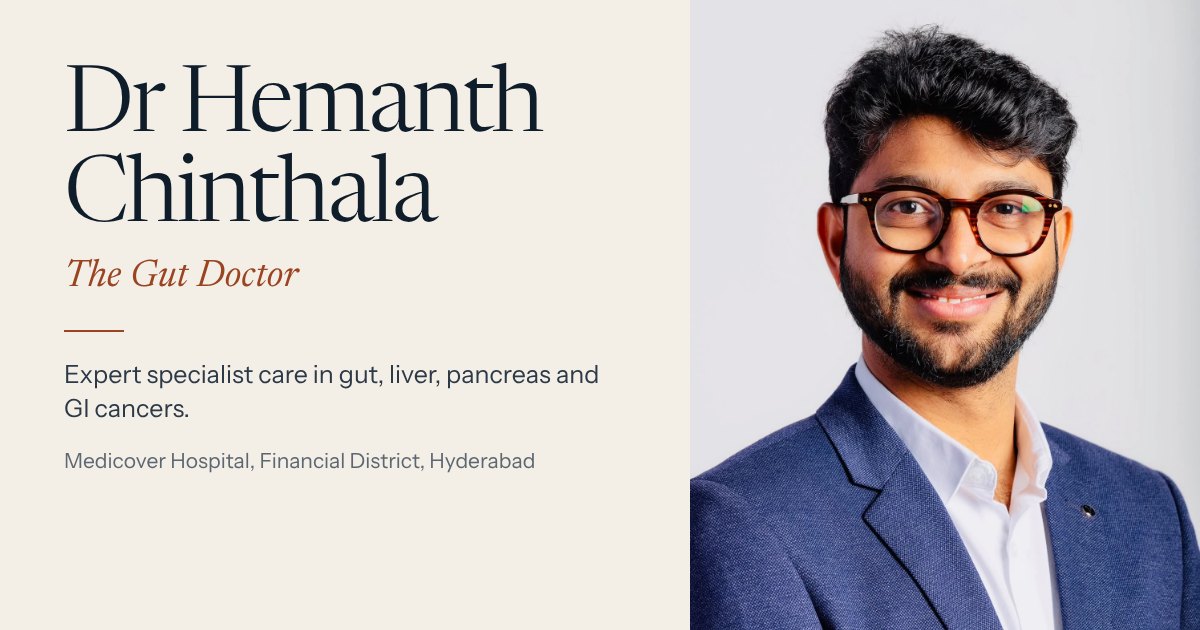 Dr Hemanth
Chinthala
The Gut Doctor
Expert specialist care in gut, liver, pancreas and
GI cancers.
Medicover Hospital, Financial District, Hyderabad